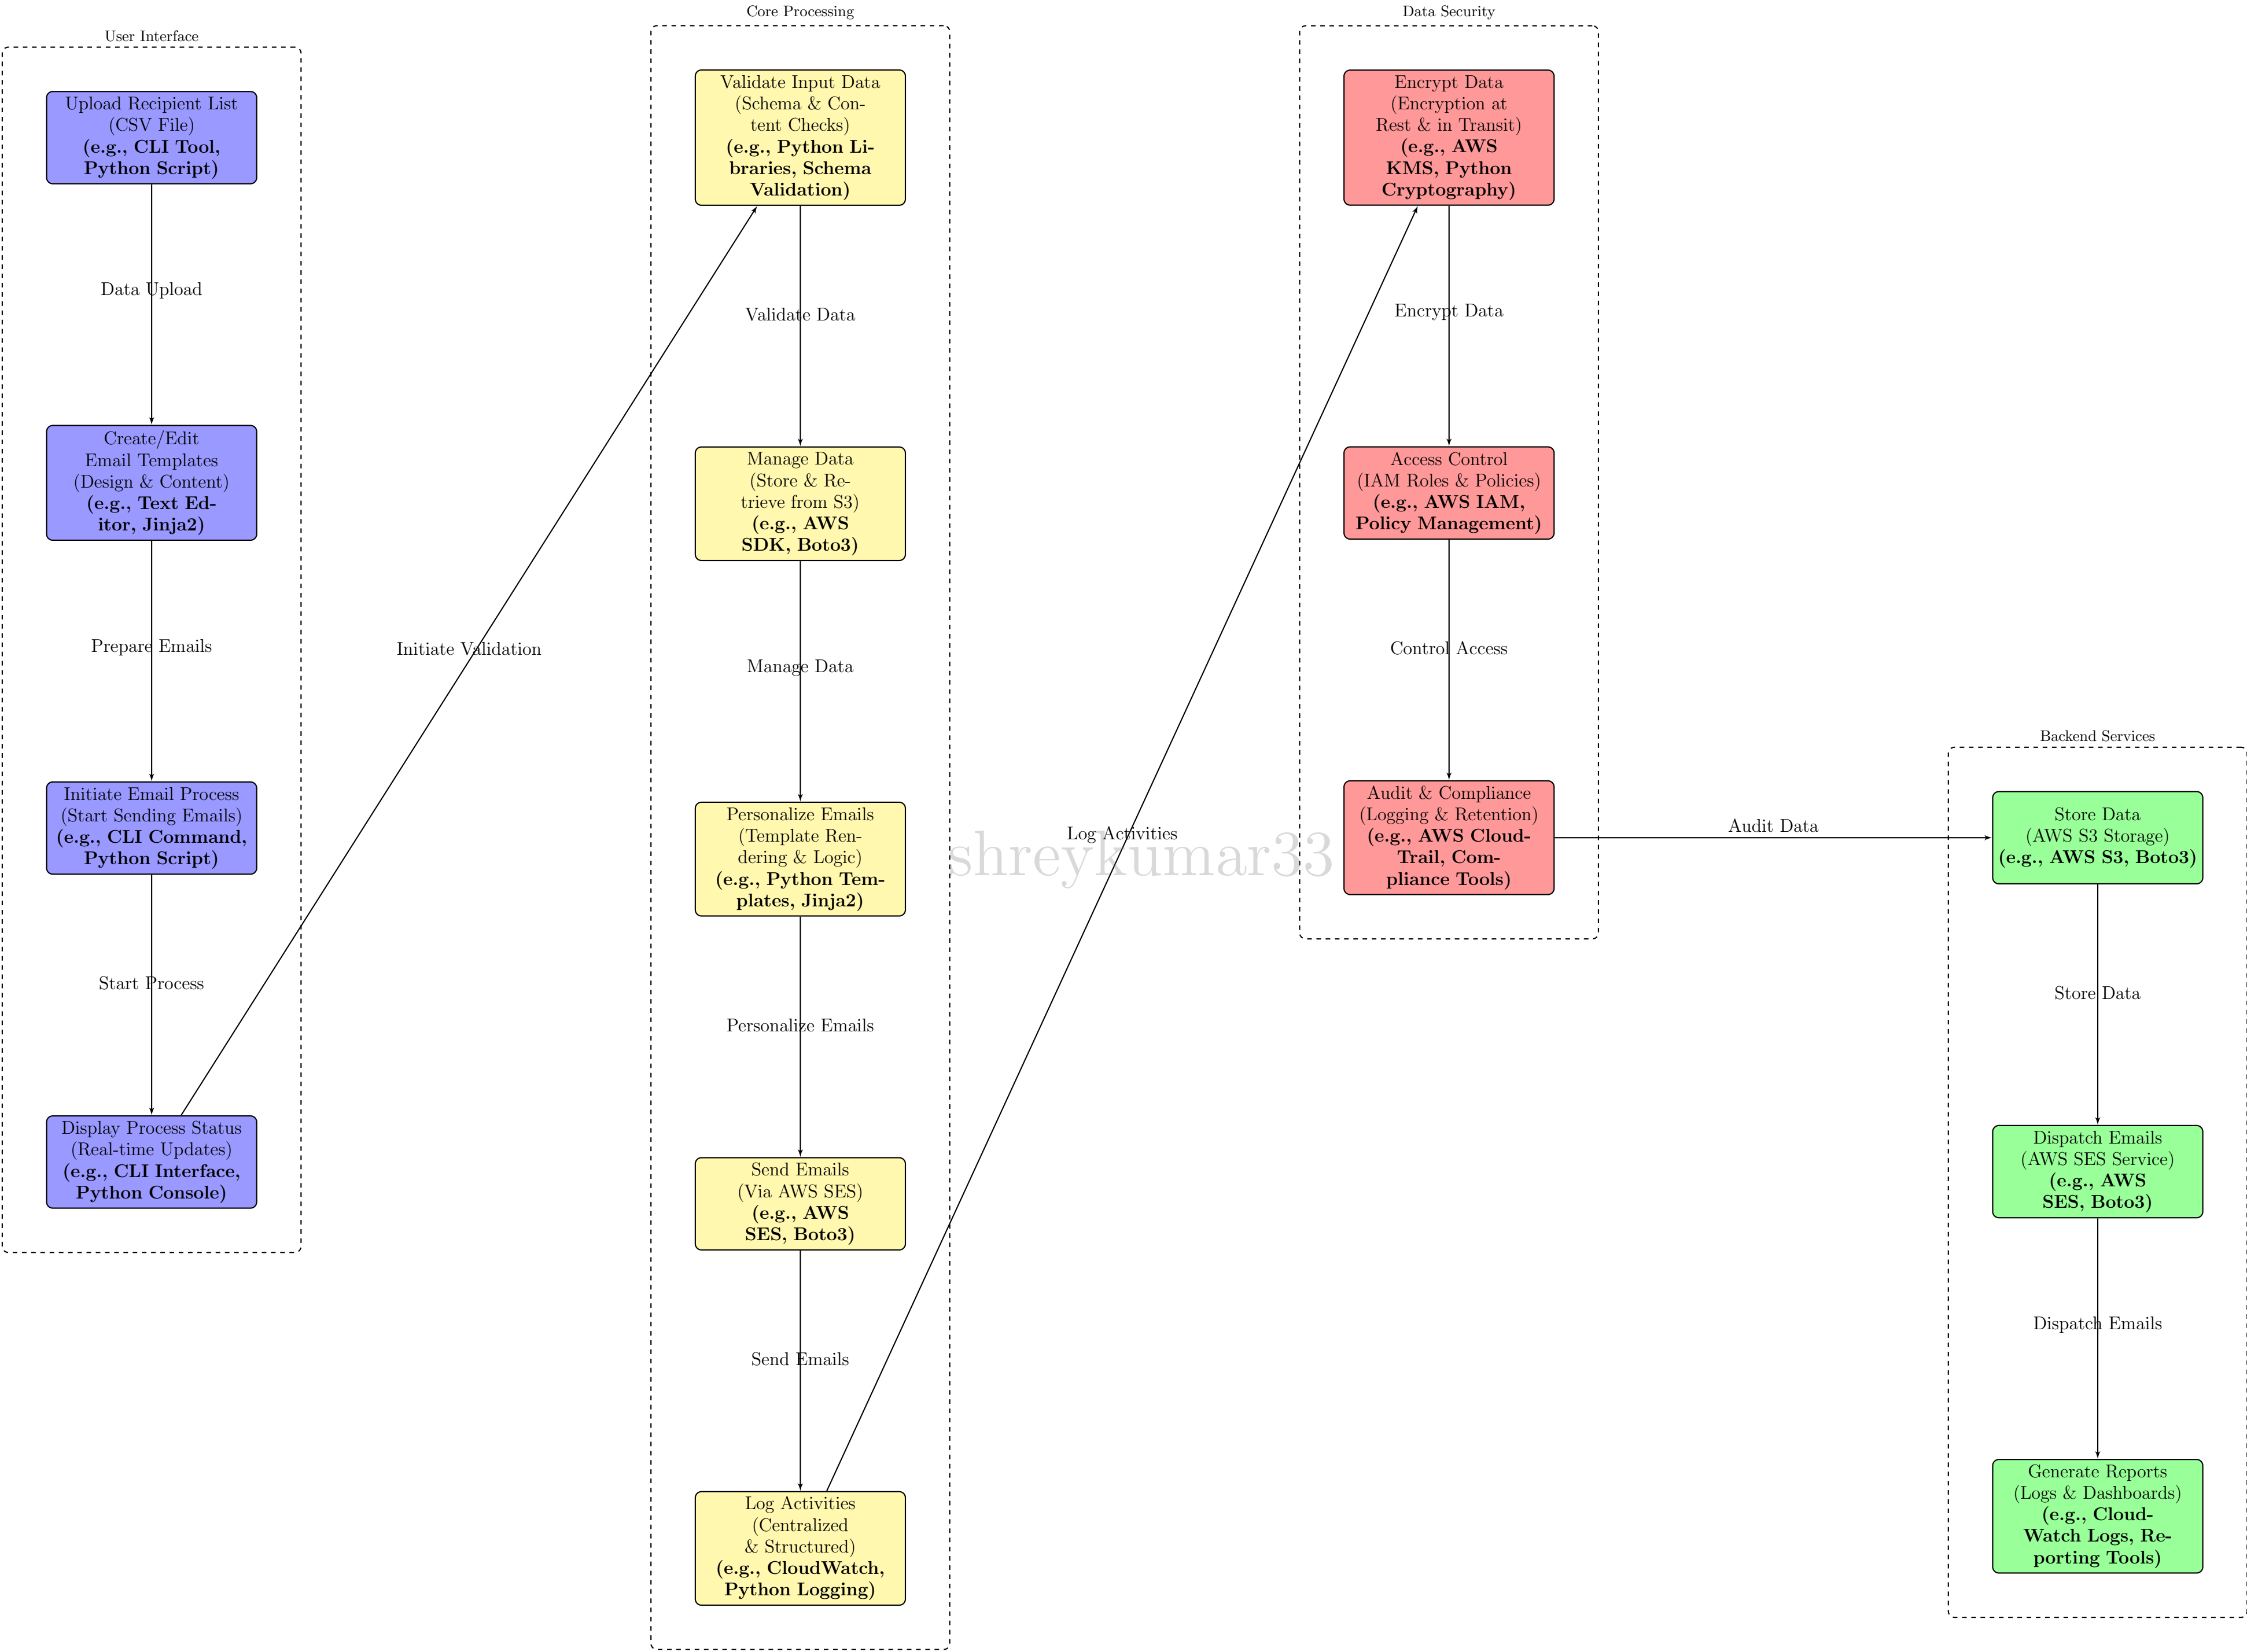 User Interface
Upload Recipient List
(CSV File)
(e.g., CLI Tool,
Python Script)
Data Upload
Create/Edit
Email Templates
(Design & Content)
(e.g., Text Ed-
itor, Jinja2)
Prepare Emails
Initiate Email Process
(Start Sending Emails)
(e.g., CLI Command,
Python Script)
Start Process
Display Process Status
(Real-time Updates)
(e.g., CLI Interface,
Python Console)
Initiate Validation
Core Processing
Validate Input Data
(Schema & Con-
tent Checks)
(e.g., Python Li-
braries, Schema
Validation)
Validate Data
Manage Data
(Store & Re-
trieve from S3)
(e.g., AWS
SDK, Boto3)
Manage Data
Personalize Emails
(Template Ren-
dering & Logic)
(e.g., Python Tem-
plates, Jinja2)
Personalize Emails
Send Emails
(Via AWS SES)
(e.g., AWS
SES, Boto3)
Send Emails
Log Activities
(Centralized
& Structured)
(e.g., CloudWatch,
Python Logging)
Log Activities
shreykumar33
Data Security
Encrypt Data
(Encryption at
Rest & in Transit)
(e.g., AWS
KMS, Python
Cryptography)
Encrypt Data
Access Control
(IAM Roles & Policies)
(e.g., AWS IAM,
Policy Management)
Control Access
Audit & Compliance
(Logging & Retention)
(e.g., AWS Cloud-
Trail, Com-
pliance Tools)
Audit Data
Backend Services
Store Data
(AWS S3 Storage)
(e.g., AWS S3, Boto3)
Store Data
Dispatch Emails
(AWS SES Service)
(e.g., AWS
SES, Boto3)
Dispatch Emails
Generate Reports
(Logs & Dashboards)
(e.g., Cloud-
Watch Logs, Re-
porting Tools)